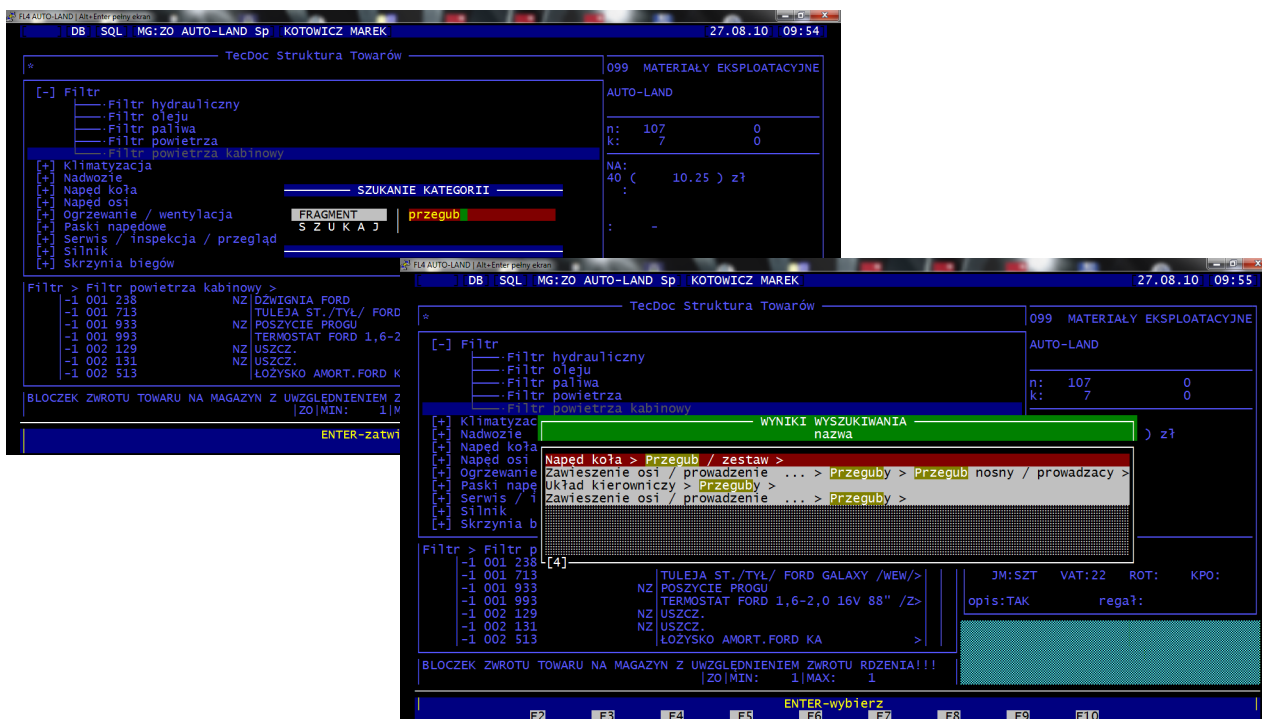 FL4 AUTO-LAND | Alt+Enter pełny ekran
DB SQL MG:ZO AUTO-LAND Sp KOTOWICZ MAREK 27.08.10 09:54
TecDoc Struktura Towarów
*
099 MATERIAŁY EKSPLOATACYJNE
[-] Filtr
AUTO-LAND
Filtr hydrauliczny
Filtr oleju
Filtr paliwa
n: 107 0
Filtr powietrza
k: 7 0
Filtr powietrza kabinowy
[+] Klimatyzacja
NA:
[+] Nadwozie
40 ( 10.25 ) zł
[+] Napęd koła
:
[+] Napęd osi
[+] Ogrzewanie / wentylacja
[+] Paski napędowe
: -
[+] Serwis / inspekcja / przegląd
[+] Silnik
[+] Skrzynia biegów
SZUKANIE KATEGORII
FRAGMENT przegub
S Z U K A J
Filtr > Filtr powietrza kabinowy >
-1 001 238 NZ DŹWIGNIA FORD
-1 001 713 TULEJA ST./TYŁ/ FORD
-1 001 933 NZ POSZYCIE PROGU
-1 001 993 TERMOSTAT FORD 1,6-2
-1 002 129 NZ USZCZ.
-1 002 131 NZ USZCZ.
-1 002 513 ŁOŻYSKO AMORT.FORD K
BLOCZEK ZWROTU TOWARU NA MAGAZYN Z UWZGLĘDNIENIEM Z
|ZO|MIN: 1|M
ENTER-zatwi
FL4 AUTO-LAND | Alt+Enter pełny ekran
DB SQL MG:ZO AUTO-LAND Sp KOTOWICZ MAREK 27.08.10 09:55
TecDoc Struktura Towarów
*
099 MATERIAŁY EKSPLOATACYJNE
[-] Filtr
AUTO-LAND
Filtr hydrauliczny
Filtr oleju
Filtr paliwa
n: 107 0
Filtr powietrza
k: 7 0
Filtr powietrza kabinowy
[+] Klimatyzac
[+] Nadwozie
) zł
[+] Napęd koła
[+] Napęd osi
[+] Ogrzewanie
[+] Paski napę
[+] Serwis / i
[+] Silnik
[+] Skrzynia b
WYNIKI WYSZUKIWANIA
nazwa
Napęd koła > Przegub / zestaw >
Zawieszenie osi / prowadzenie ... > Przeguby > Przegub nosny / prowadzacy >
Układ kierowniczy > Przeguby >
Zawieszenie osi / prowadzenie ... > Przeguby >
[4]
Filtr > Filtr p
-1 001 238
-1 001 713 TULEJA ST./TYŁ/ FORD GALAXY /WEW/>
JM:SZT VAT:22 ROT: KPO:
-1 001 933 NZ POSZYCIE PROGU
-1 001 993 TERMOSTAT FORD 1,6-2,0 16V 88" /Z>
opis:TAK regał:
-1 002 129 NZ USZCZ.
-1 002 131 NZ USZCZ.
-1 002 513 ŁOŻYSKO AMORT.FORD KA >
BLOCZEK ZWROTU TOWARU NA MAGAZYN Z UWZGLĘDNIENIEM ZWROTU RDZENIA!!!
|ZO|MIN: 1|MAX: 1
ENTER-wybierz
F2 F3 F4 F5 F6 F7 F8 F9 F10